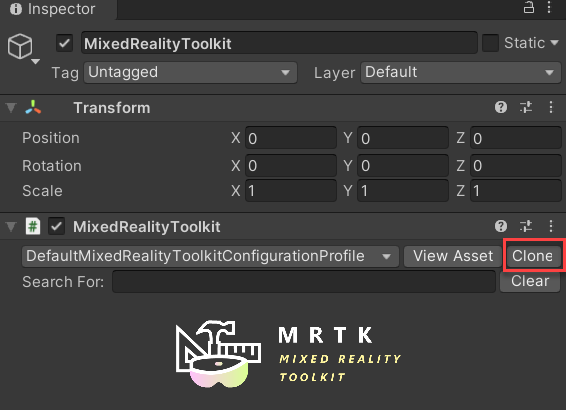 Inspector
MixedRealityToolkit Static
Tag Untagged Layer Default
Transform
Position X 0 Y 0 Z 0
Rotation X 0 Y 0 Z 0
Scale X 1 Y 1 Z 1
MixedRealityToolkit
DefaultMixedRealityToolkitConfigurationProfile View Asset Clone
Search For: Clear
MRTK
MIXED REALITY
TOOLKIT